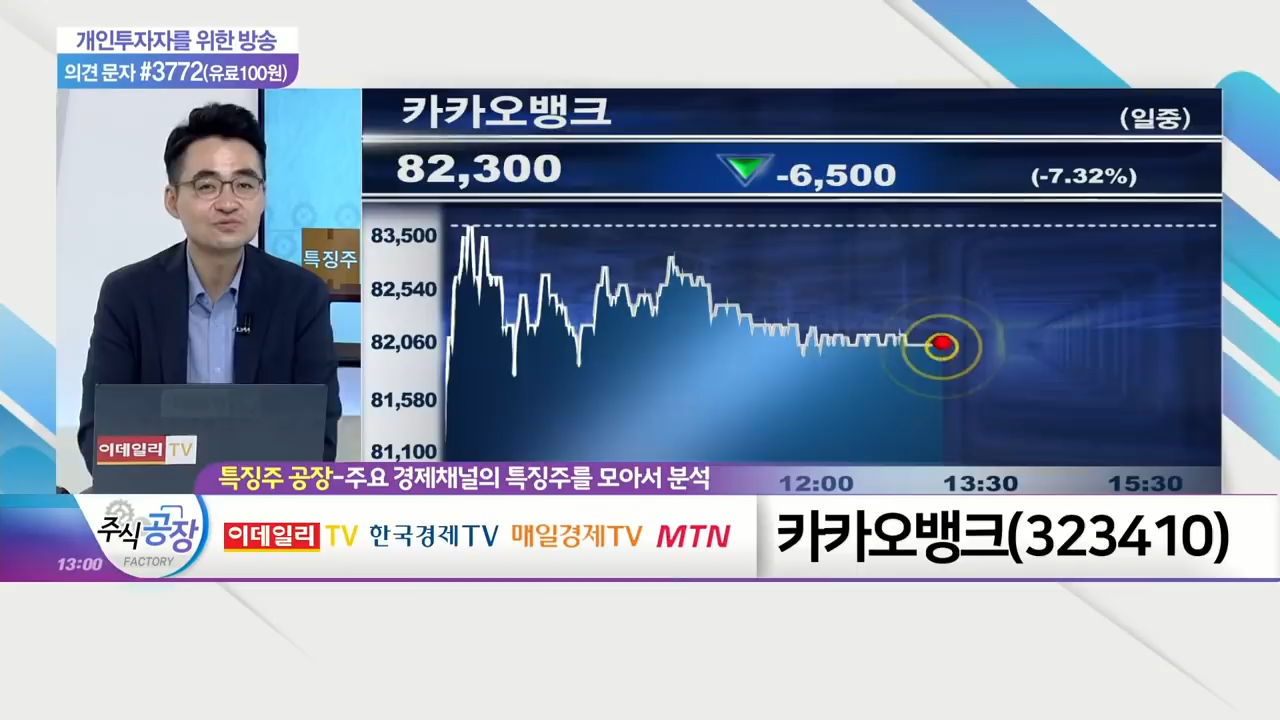 개인투자자를 위한 방송
의견 문자 #3772(유료100원)
카카오뱅크
(일중)
82,300 -6,500 (-7.32%)
83,500
82,540
82,060
81,580
81,100
12:00 13:30 15:30
특징주
이데일리 TV
특징주 공장-주요 경제채널의 특징주를 모아서 분석
주식공장
FACTORY
13:00
이데일리 TV 한국경제TV 매일경제TV MTN
카카오뱅크(323410)